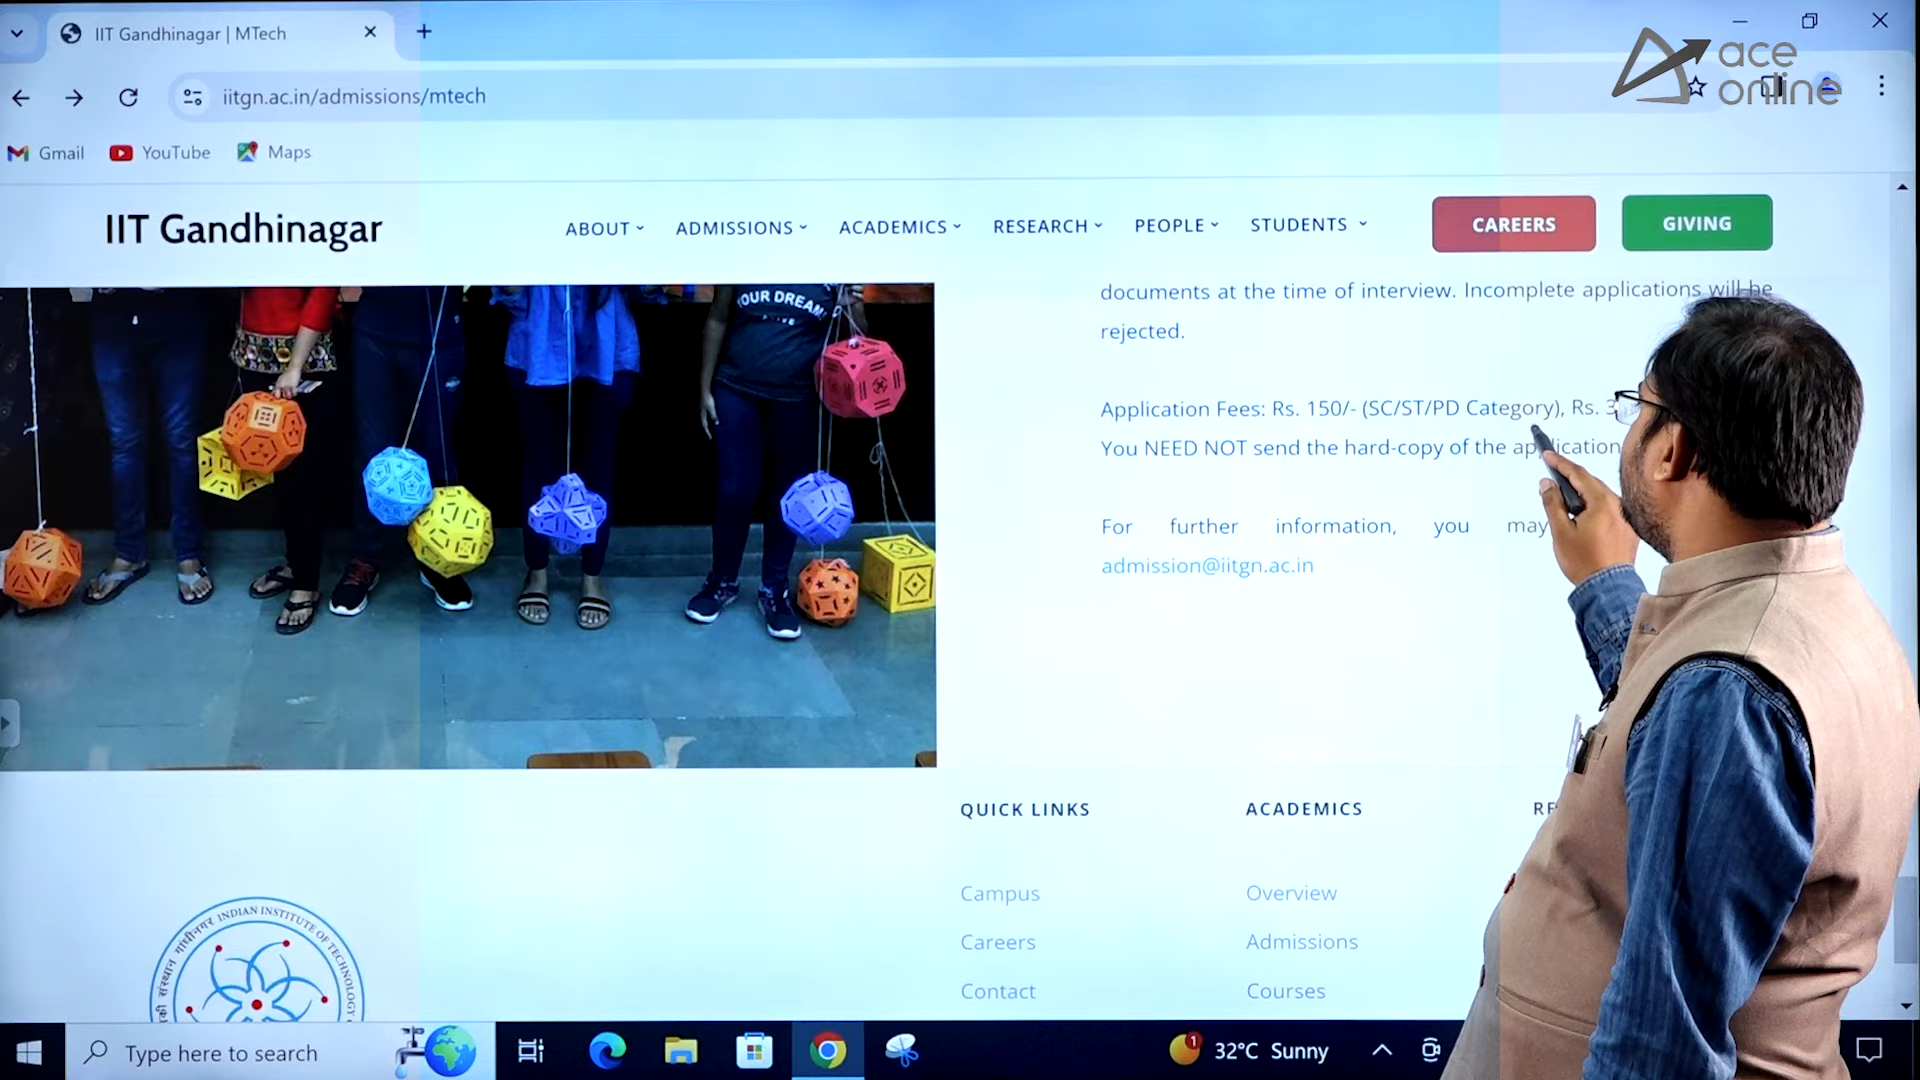 IIT Gandhinagar | MTech
ace
online
iitgn.ac.in/admissions/mtech
Gmail YouTube Maps
IIT Gandhinagar
ABOUT ADMISSIONS ACADEMICS RESEARCH PEOPLE STUDENTS CAREERS GIVING
documents at the time of interview. Incomplete applications will be
rejected.
YOUR DREAM
Application Fees: Rs. 150/- (SC/ST/PD Category), Rs.
You NEED NOT send the hard-copy of the application
For further information, you may
admission@iitgn.ac.in
QUICK LINKS ACADEMICS
Campus Overview
Careers Admissions
Contact Courses
INDIAN INSTITUTE OF TECHNOLOGY
संस्थान गांधीनगर
Type here to search
1
32°C Sunny